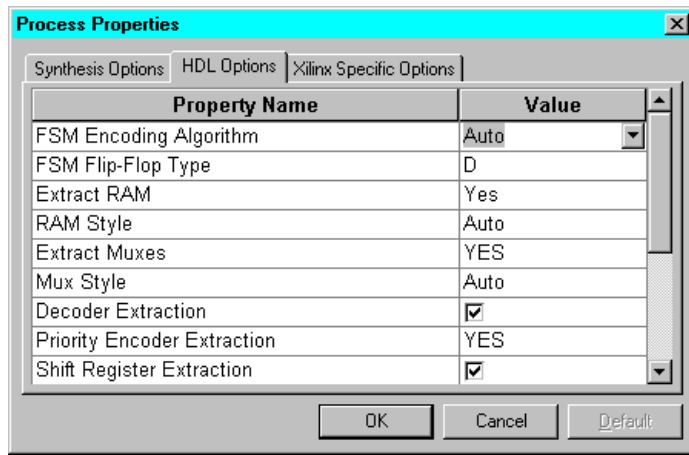 Process Properties
Synthesis Options HDL Options Xilinx Specific Options
Property Name Value
FSM Encoding Algorithm Auto
FSM Flip-Flop Type D
Extract RAM Yes
RAM Style Auto
Extract Muxes YES
Mux Style Auto
Decoder Extraction
Priority Encoder Extraction YES
Shift Register Extraction
OK Cancel Default